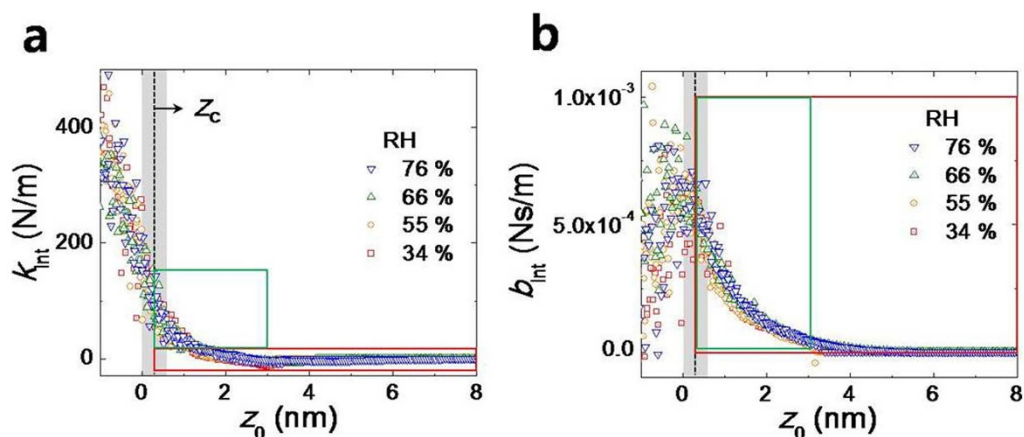 a
b
400
200
0
k_int (N/m)
z_c
RH
76 %
66 %
55 %
34 %
0 2 4 6 8
z_0 (nm)
1.0x10⁻³
5.0x10⁻⁴
0.0
b_int (Ns/m)
RH
76 %
66 %
55 %
34 %
0 2 4 6 8
z_0 (nm)